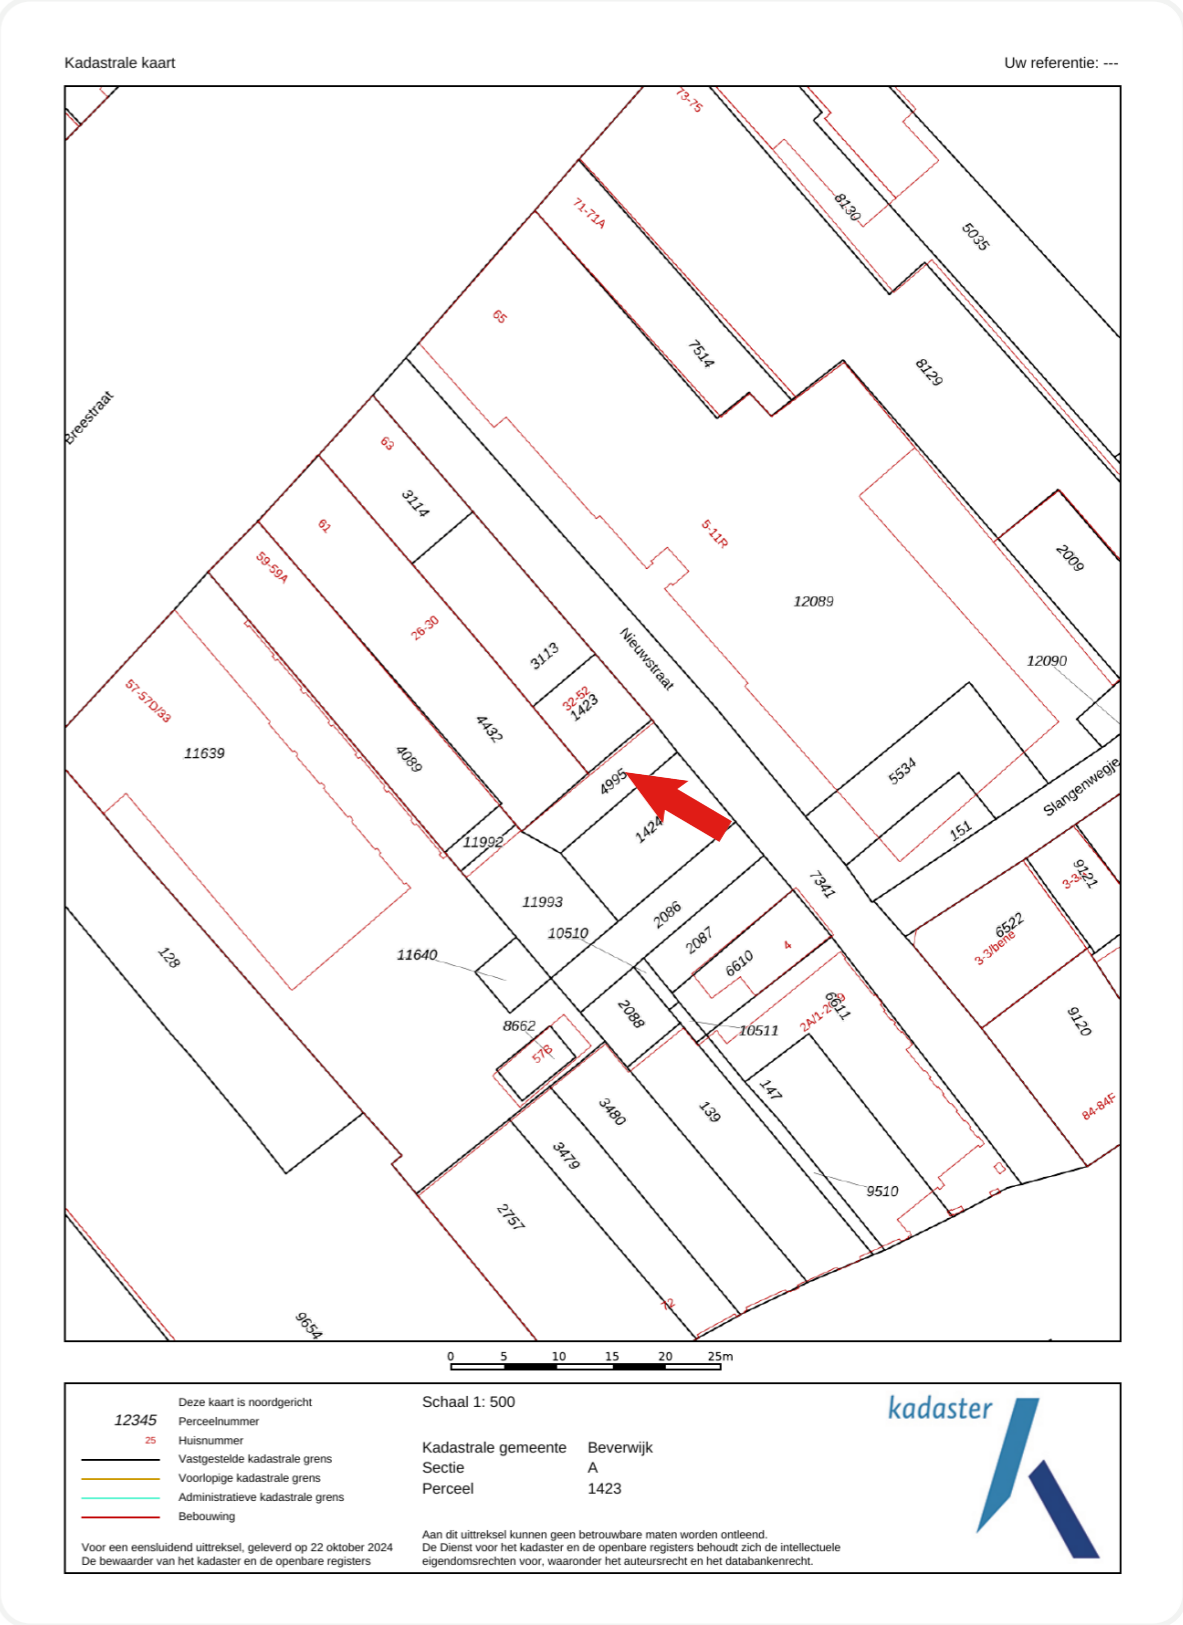 Kadastrale kaart
Uw referentie: ---
73-75
8130
5035
71-71A
65
7514
8129
Breestraat
63
3114
61
5-11R
2009
59-59A
12089
26-30
Nieuwstraat
3113
12090
57-57D/33
32-52
1423
11639
4432
4089
4995
5534
Slangenwegje
1424
151
11992
9121
7341
11993
2086
6522
10510
2087
3-3/bene
128
11640
6610
4
8662
2088
6611
10511
9120
57B
147
3480
139
84-84F
3479
9510
2757
72
9654
0 5 10 15 20 25m
Deze kaart is noordgericht
12345 Perceelnummer
25 Huisnummer
Vastgestelde kadastrale grens
Voorlopige kadastrale grens
Administratieve kadastrale grens
Bebouwing
Voor een eensluidend uittreksel, geleverd op 22 oktober 2024
De bewaarder van het kadaster en de openbare registers
Schaal 1: 500
Kadastrale gemeente Beverwijk
Sectie A
Perceel 1423
Aan dit uittreksel kunnen geen betrouwbare maten worden ontleend.
De Dienst voor het kadaster en de openbare registers behoudt zich de intellectuele
eigendomsrechten voor, waaronder het auteursrecht en het databankenrecht.
kadaster